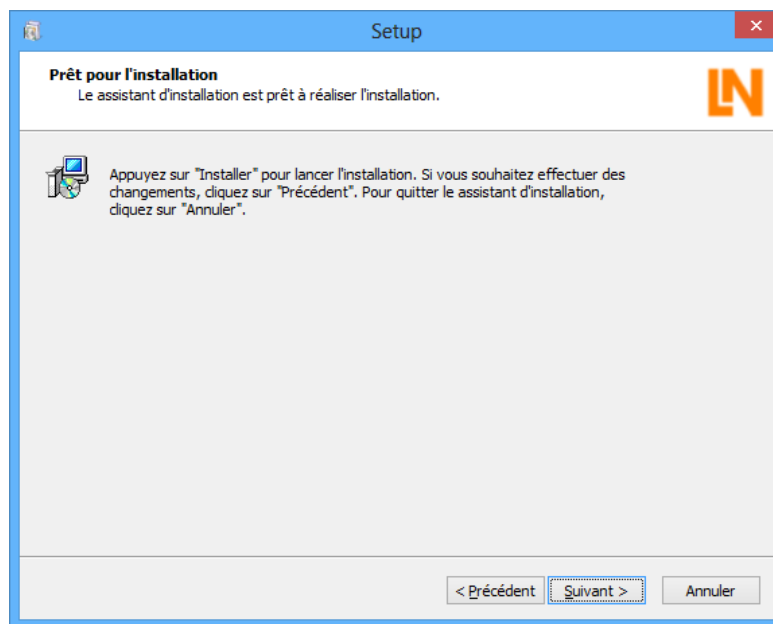 Setup
Prêt pour l'installation
Le assistant d'installation est prêt à réaliser l'installation.
LN
Appuyez sur "Installer" pour lancer l'installation. Si vous souhaitez effectuer des
changements, cliquez sur "Précédent". Pour quitter le assistant d'installation,
cliquez sur "Annuler".
< Précédent
Suivant >
Annuler